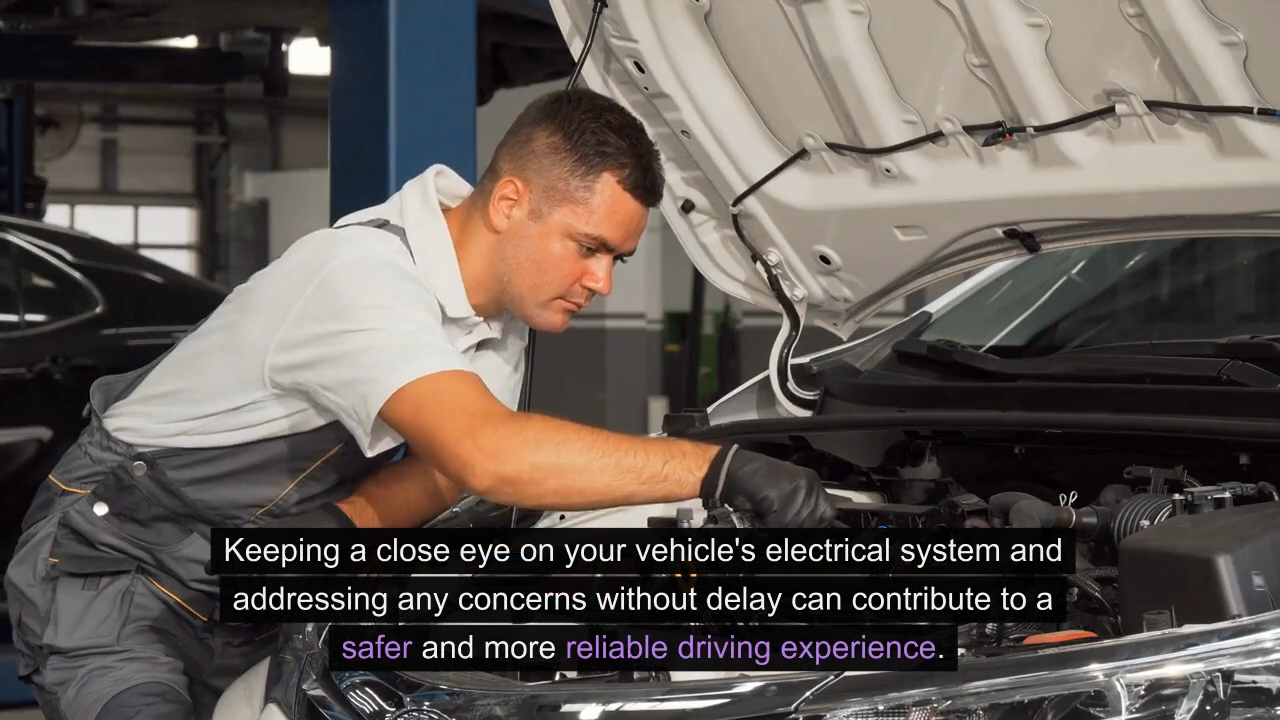 Keeping a close eye on your vehicle's electrical system and
addressing any concerns without delay can contribute to a
safer and more reliable driving experience.